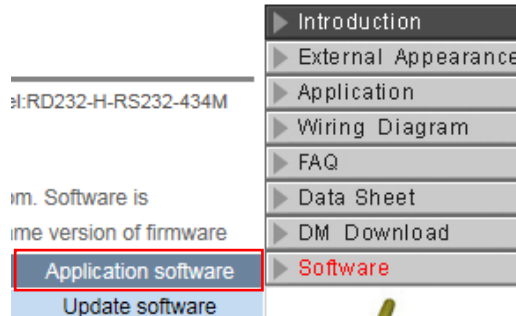 Introduction
External Appearance
Application
Wiring Diagram
FAQ
Data Sheet
DM Download
Software
el:RD232-H-RS232-434M
om. Software is
me version of firmware
Application software
Update software